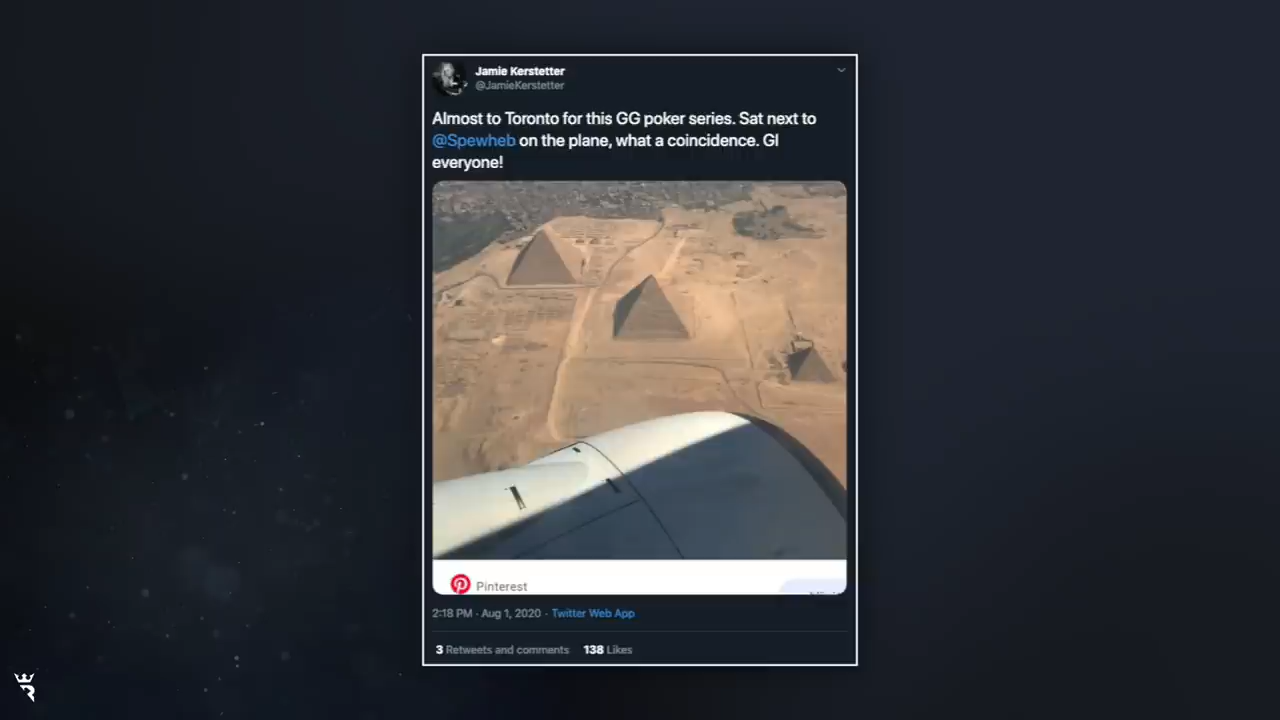 Jamie Kerstetter
@JamieKerstetter
Almost to Toronto for this GG poker series. Sat next to
@Spewheb on the plane, what a coincidence. Gl
everyone!
Pinterest
2:18 PM · Aug 1, 2020 · Twitter Web App
3 Retweets and comments 138 Likes